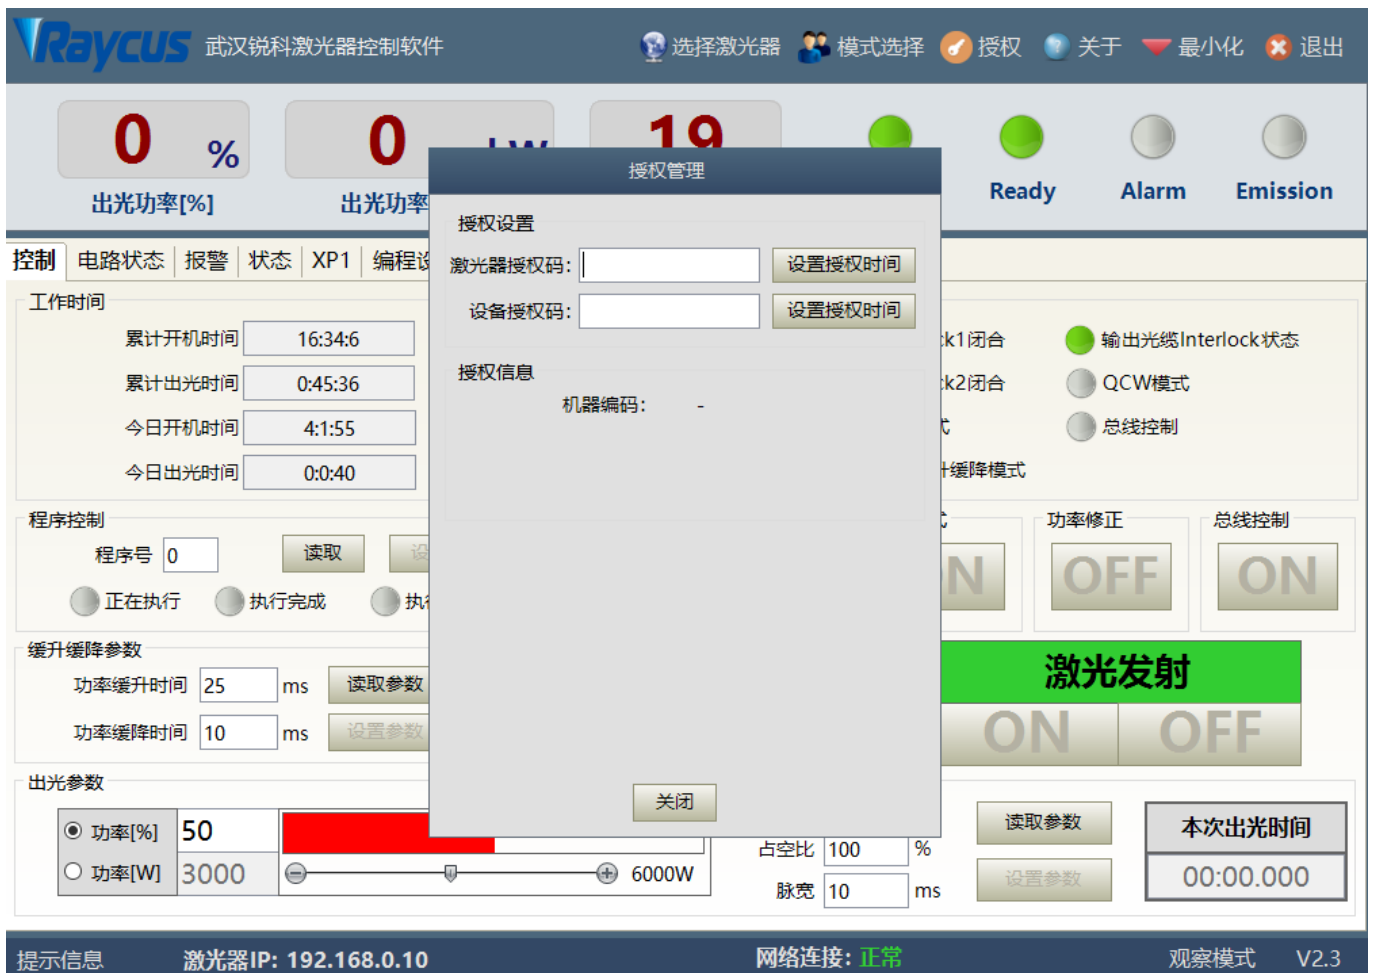 Raycus 武汉锐科激光器控制软件 选择激光器 模式选择 授权 关于 最小化 退出
0 % 0 19
出光功率[%] 出光功率 Ready Alarm Emission
授权管理
控制 电路状态 报警 状态 XP1 编程
授权设置
激光器授权码: 设置授权时间
设备授权码: 设置授权时间
授权信息
机器编码: -
关闭
工作时间
累计开机时间 16:34:6
累计出光时间 0:45:36
今日开机时间 4:1:55
今日出光时间 0:0:40
k1闭合 输出光缆Interlock状态
k2闭合 QCW模式
式 总线控制
缓降模式
程序控制
程序号 0 读取 设
正在执行 执行完成 执
功率修正 总线控制
N OFF ON
缓升缓降参数
功率缓升时间 25 ms 读取参数
功率缓降时间 10 ms 设置参数
激光发射
ON OFF
出光参数
功率[%] 50
功率[W] 3000 6000W
占空比 100 %
脉宽 10 ms
读取参数
设置参数
本次出光时间
00:00.000
提示信息 激光器IP: 192.168.0.10 网络连接: 正常 观察模式 V2.3